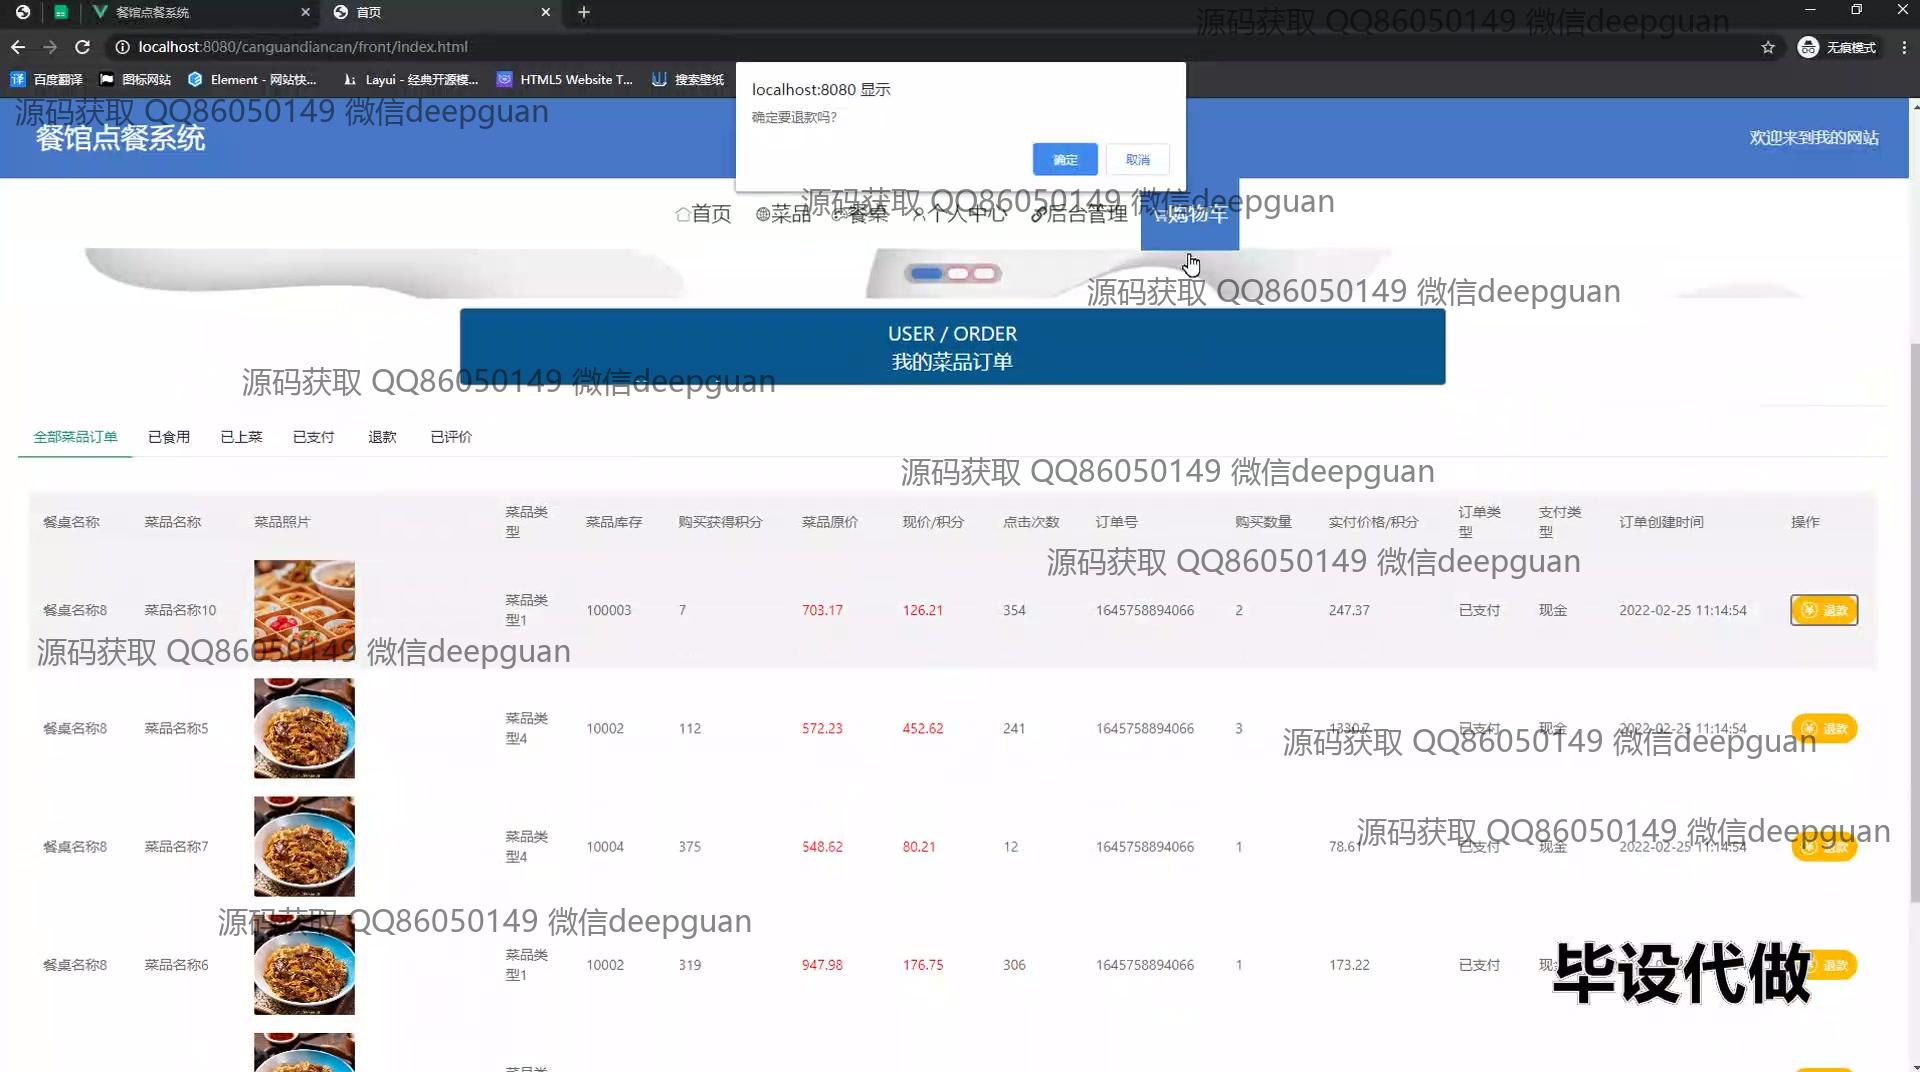 餐馆点餐系统
首页
localhost:8080/canguandiancan/front/index.html
无痕模式
百度翻译
图标网站
Element - 网站快...
Layui - 经典开源模...
HTML5 Website T...
搜索壁纸
源码获取 QQ86050149 微信deepguan
localhost:8080 显示
确定要退款吗?
确定
取消
源码获取 QQ86050149 微信deepguan
餐馆点餐系统
欢迎来到我的网站
源码获取 QQ86050149 微信deepguan
首页
菜品
餐桌
个人中心
后台管理
购物车
源码获取 QQ86050149 微信deepguan
USER / ORDER
我的菜品订单
源码获取 QQ86050149 微信deepguan
全部菜品订单 已食用 已上菜 已支付 退款 已评价
源码获取 QQ86050149 微信deepguan
餐桌名称 菜品名称 菜品照片 菜品类型 菜品库存 购买获得积分 菜品原价 现价/积分 点击次数 订单号 购买数量 实付价格/积分 订单类型 支付类型 订单创建时间 操作
源码获取 QQ86050149 微信deepguan
餐桌名称8 菜品名称10 菜品类型1 100003 7 703.17 126.21 354 1645758894066 2 247.37 已支付 现金 2022-02-25 11:14:54 退款
源码获取 QQ86050149 微信deepguan
餐桌名称8 菜品名称5 菜品类型4 10002 112 572.23 452.62 241 1645758894066 3 1330.7 已支付 现金 2022-02-25 11:14:54 退款
源码获取 QQ86050149 微信deepguan
源码获取 QQ86050149 微信deepguan
餐桌名称8 菜品名称7 菜品类型4 10004 375 548.62 80.21 12 1645758894066 1 78.61 已支付 现金 2022-02-25 11:14:54 退款
源码获取 QQ86050149 微信deepguan
餐桌名称8 菜品名称6 菜品类型1 10002 319 947.98 176.75 306 1645758894066 1 173.22 已支付 退款
毕设代做